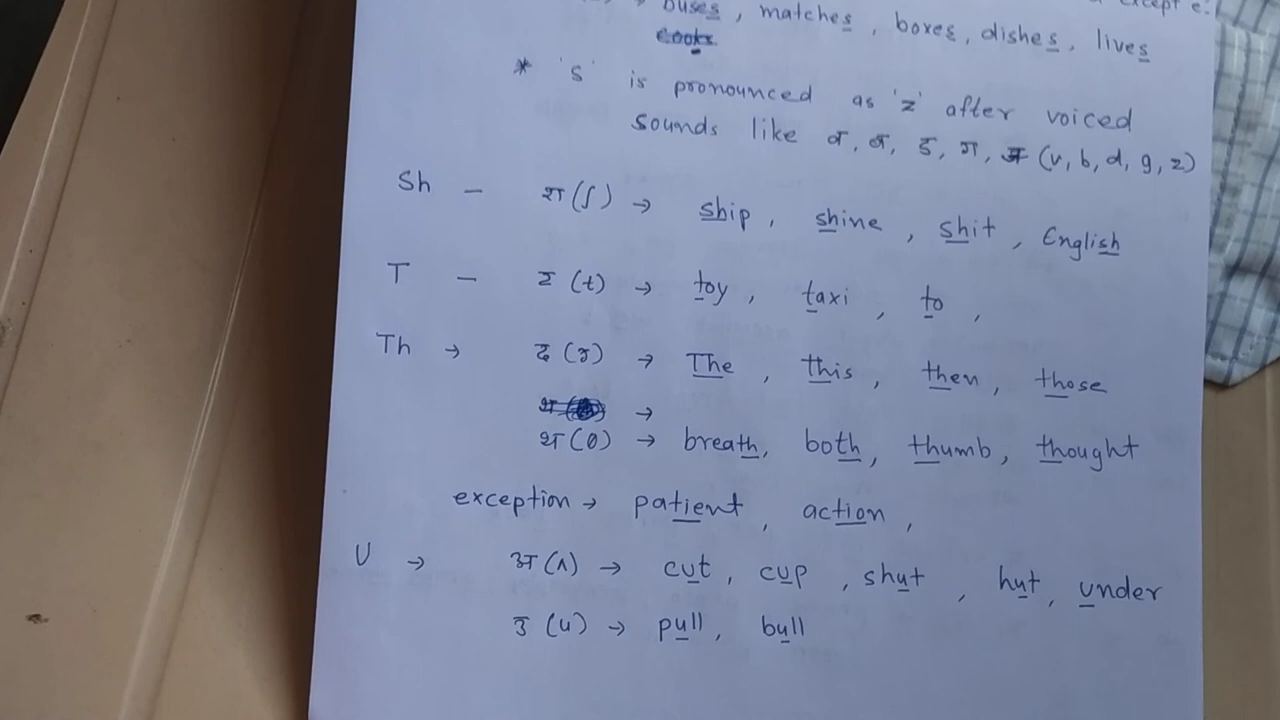 except e.
→ buses, matches, boxes, dishes, lives
* 's' is pronounced as 'z' after voiced
sounds like व, ब, ड, ग, ज (v, b, d, g, z)
Sh - श (ʃ) → ship, shine, shit, English
T - ट (t) → toy, taxi, to,
Th → द (ʒ) → The, this, then, those
→
थ (θ) → breath, both, thumb, thought
exception → patient, action,
U → अ (ʌ) → cut, cup, shut, hut, under
उ (u) → pull, bull